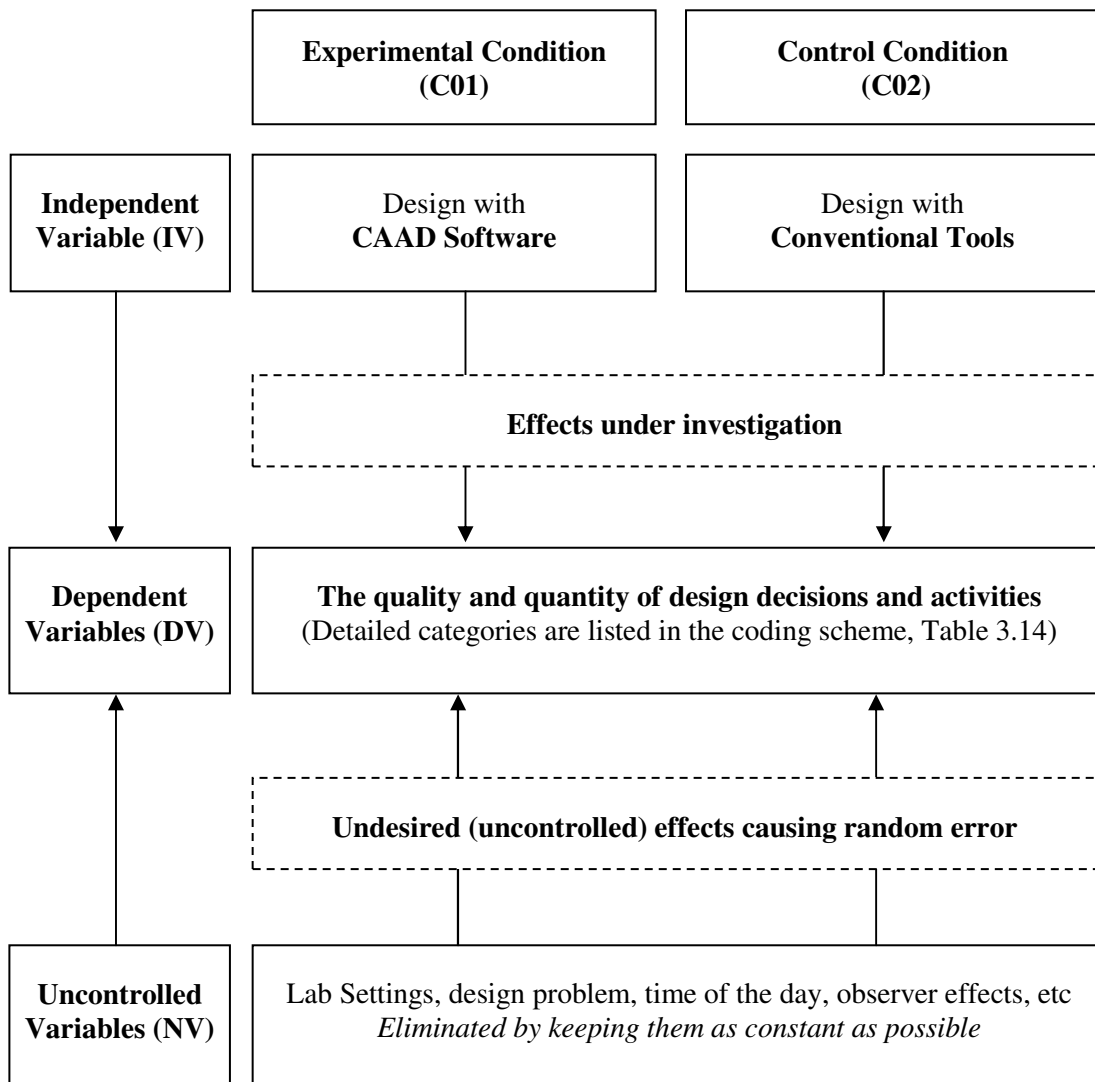 Experimental Condition
(C01)
Control Condition
(C02)
Independent
Variable (IV)
Design with
CAAD Software
Design with
Conventional Tools
Effects under investigation
Dependent
Variables (DV)
The quality and quantity of design decisions and activities
(Detailed categories are listed in the coding scheme, Table 3.14)
Undesired (uncontrolled) effects causing random error
Uncontrolled
Variables (NV)
Lab Settings, design problem, time of the day, observer effects, etc
Eliminated by keeping them as constant as possible